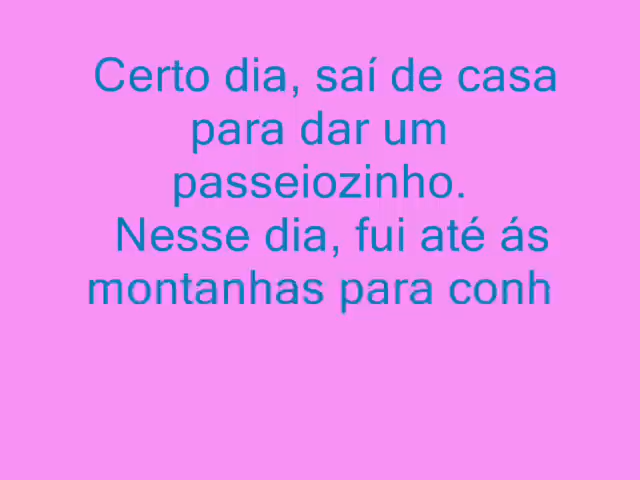 Certo dia, saí de casa
para dar um
passeiozinho.
Nesse dia, fui até ás
montanhas para conh